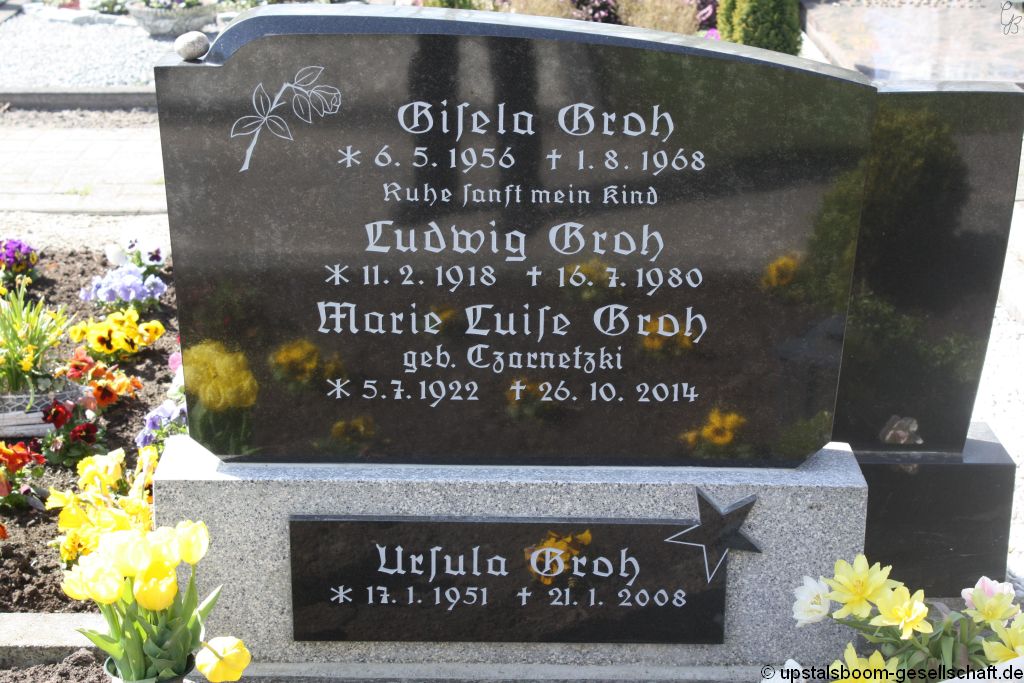 Giſela Groh
* 6. 5. 1956 † 1. 8. 1968
Ruhe ſanft mein Kind
Ludwig Groh
* 11. 2. 1918 † 16. 7. 1980
Marie Luiſe Groh
geb. Czarnetzki
* 5. 7. 1922 † 26. 10. 2014
Urſula Groh
* 17. 1. 1951 † 21. 1. 2008
© upstalsboom-gesellschaft.de